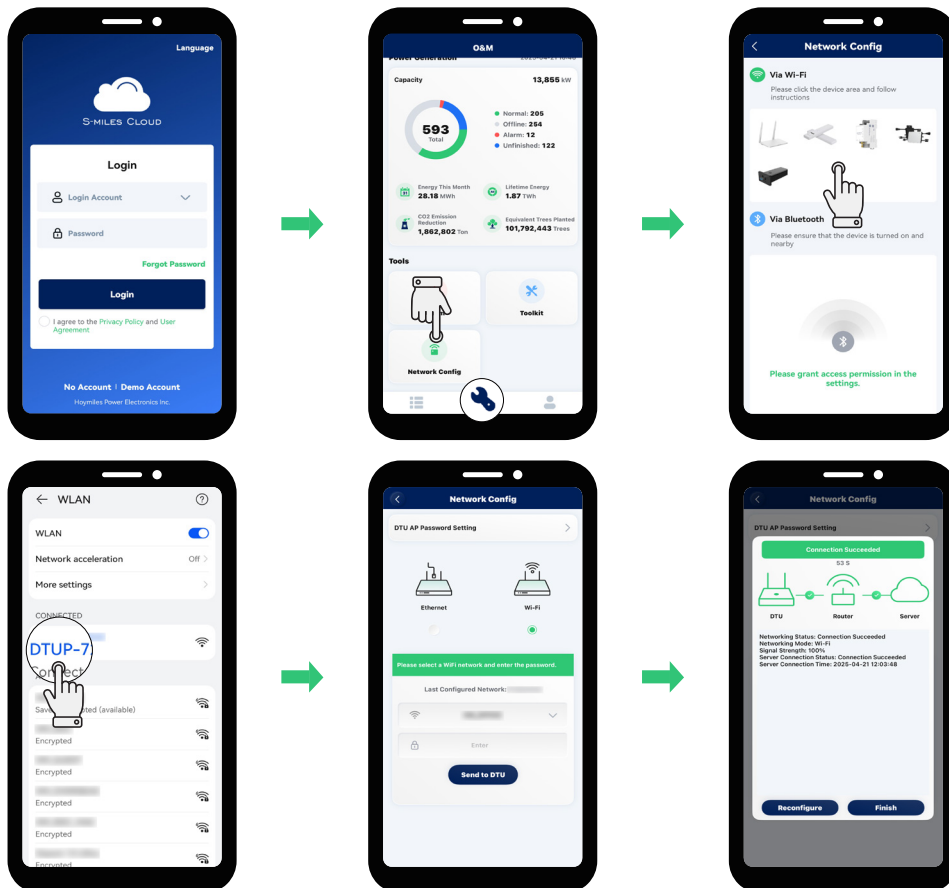 Language
S-MILES CLOUD
Login
Login Account
Password
Forgot Password
Login
I agree to the Privacy Policy and User
Agreement
No Account | Demo Account
Hoymiles Power Electronics Inc.
O&M
Power Generation
Capacity
13,855 kW
593
Total
Normal: 205
Offline: 254
Alarm: 12
Unfinished: 122
Energy This Month
28.18 MWh
Lifetime Energy
1.87 TWh
CO2 Emission
Reduction
1,862,802 Ton
Equivalent Trees Planted
101,792,443 Trees
Tools
Toolkit
Network Config
Network Config
Via Wi-Fi
Please click the device area and follow
instructions
Via Bluetooth
Please ensure that the device is turned on and
nearby
Please grant access permission in the
settings.
WLAN
WLAN
Network acceleration
Off
More settings
CONNECTED
DTUP-7
(available)
Encrypted
Encrypted
Encrypted
Encrypted
Encrypted
Network Config
DTU AP Password Setting
Ethernet
Wi-Fi
Please select a WiFi network and enter the password.
Last Configured Network:
Enter
Send to DTU
Network Config
DTU AP Password Setting
Connection Succeeded
53 S
DTU
Router
Server
Networking Status: Connection Succeeded
Networking Mode: Wi-Fi
Signal Strength: 100%
Server Connection Status: Connection Succeeded
Server Connection Time: 2025-04-21 12:03:48
Reconfigure
Finish